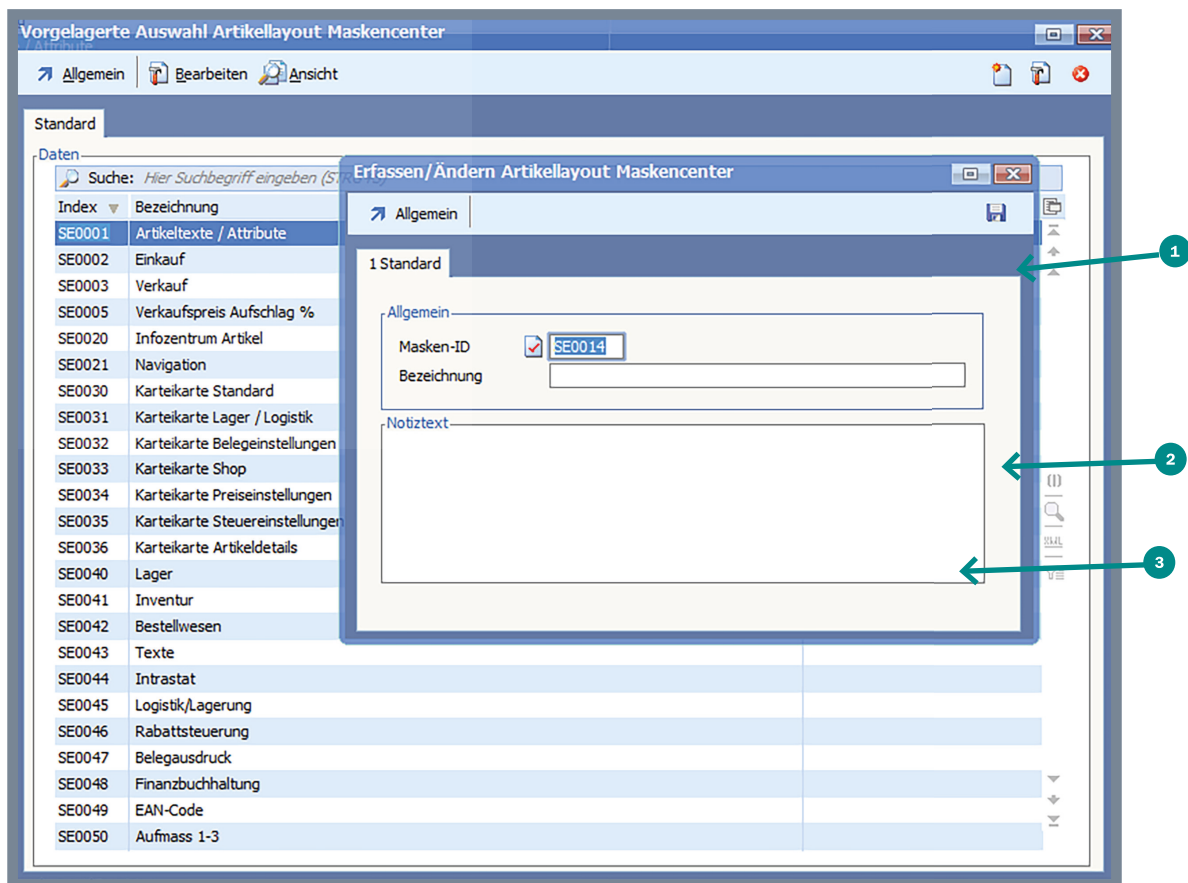 Vorgelagerte Auswahl Artikellayout Maskencenter
/ Attribute
Allgemein Bearbeiten Ansicht
Standard
Daten
Suche: Hier Suchbegriff eingeben
Index Bezeichnung
SE0001 Artikeltexte / Attribute
SE0002 Einkauf
SE0003 Verkauf
SE0005 Verkaufspreis Aufschlag %
SE0020 Infozentrum Artikel
SE0021 Navigation
SE0030 Karteikarte Standard
SE0031 Karteikarte Lager / Logistik
SE0032 Karteikarte Belegeinstellungen
SE0033 Karteikarte Shop
SE0034 Karteikarte Preiseinstellungen
SE0035 Karteikarte Steuereinstellungen
SE0036 Karteikarte Artikeldetails
SE0040 Lager
SE0041 Inventur
SE0042 Bestellwesen
SE0043 Texte
SE0044 Intrastat
SE0045 Logistik/Lagerung
SE0046 Rabattsteuerung
SE0047 Belegausdruck
SE0048 Finanzbuchhaltung
SE0049 EAN-Code
SE0050 Aufmass 1-3
Erfassen/Ändern Artikellayout Maskencenter
Allgemein
1 Standard
Allgemein
Masken-ID SE0014
Bezeichnung
Notiztext
1
2
3